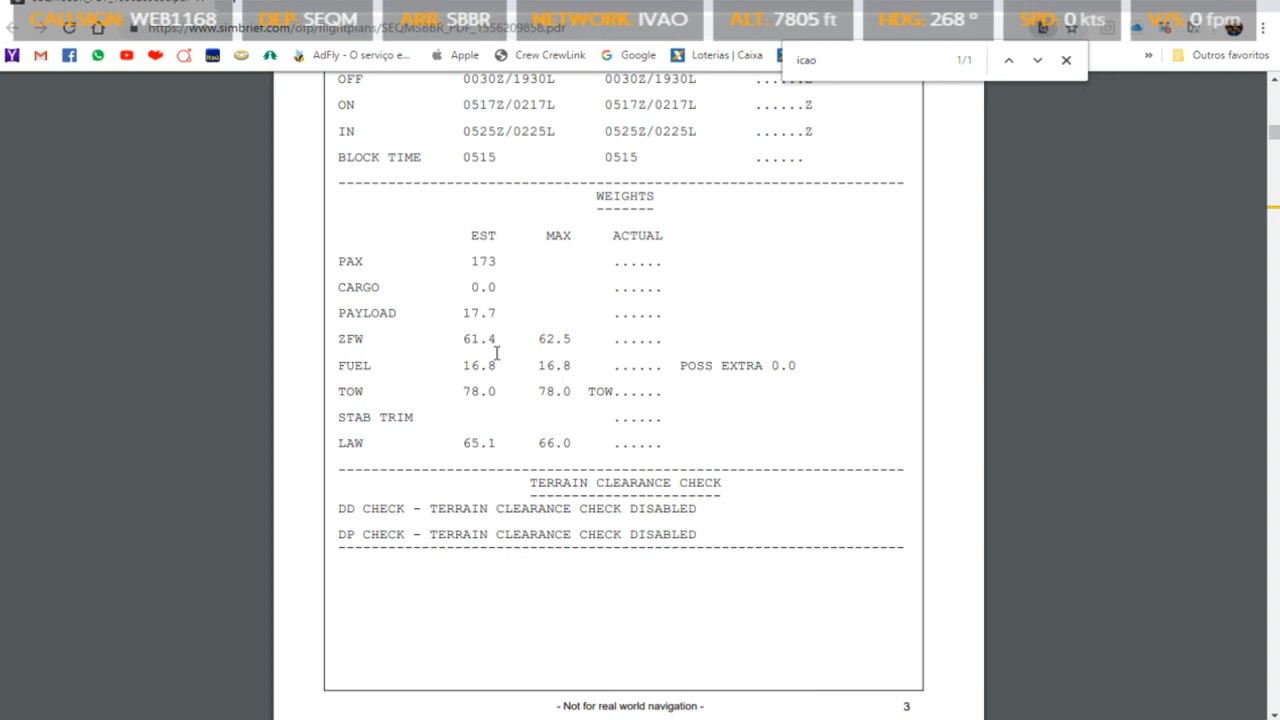 CALLSIGN: WEB1168 DEP: SEQM ARR: SBBR NETWORK: IVAO ALT: 7805 ft HDG: 268 º SPD: 0 kts V/S: 0 fpm
https://www.simbrief.com/ofp/flightplans/SEQMSBBR_PDF_1556209858.pdf
AdFly - O serviço e... Apple Crew CrewLink Google Loterias | Caixa » Outros favoritos
icao 1/1
OFF 0030Z/1930L 0030Z/1930L ......Z
ON 0517Z/0217L 0517Z/0217L ......Z
IN 0525Z/0225L 0525Z/0225L ......Z
BLOCK TIME 0515 0515 ......
WEIGHTS
EST MAX ACTUAL
PAX 173 ......
CARGO 0.0 ......
PAYLOAD 17.7 ......
ZFW 61.4 62.5 ......
FUEL 16.8 16.8 ...... POSS EXTRA 0.0
TOW 78.0 78.0 TOW......
STAB TRIM ......
LAW 65.1 66.0 ......
TERRAIN CLEARANCE CHECK
DD CHECK - TERRAIN CLEARANCE CHECK DISABLED
DP CHECK - TERRAIN CLEARANCE CHECK DISABLED
- Not for real world navigation - 3